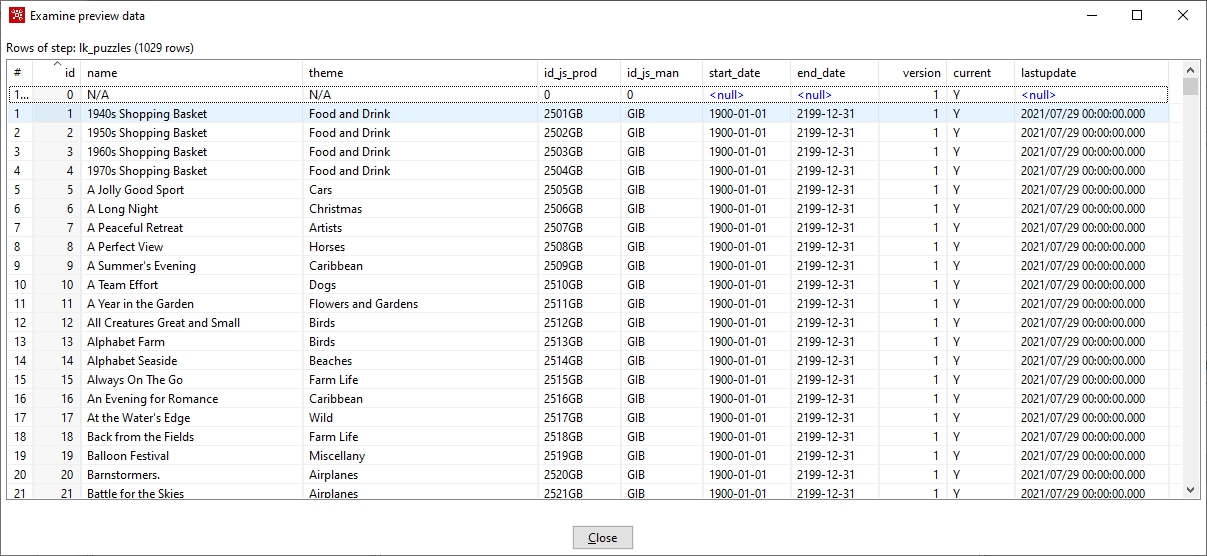 Examine preview data
Rows of step: lk_puzzles (1029 rows)
# id name theme id_js_prod id_js_man start_date end_date version current lastupdate
1... 0 N/A N/A 0 0 <null> <null> 1 Y <null>
1 1 1940s Shopping Basket Food and Drink 2501GB GIB 1900-01-01 2199-12-31 1 Y 2021/07/29 00:00:00.000
2 2 1950s Shopping Basket Food and Drink 2502GB GIB 1900-01-01 2199-12-31 1 Y 2021/07/29 00:00:00.000
3 3 1960s Shopping Basket Food and Drink 2503GB GIB 1900-01-01 2199-12-31 1 Y 2021/07/29 00:00:00.000
4 4 1970s Shopping Basket Food and Drink 2504GB GIB 1900-01-01 2199-12-31 1 Y 2021/07/29 00:00:00.000
5 5 A Jolly Good Sport Cars 2505GB GIB 1900-01-01 2199-12-31 1 Y 2021/07/29 00:00:00.000
6 6 A Long Night Christmas 2506GB GIB 1900-01-01 2199-12-31 1 Y 2021/07/29 00:00:00.000
7 7 A Peaceful Retreat Artists 2507GB GIB 1900-01-01 2199-12-31 1 Y 2021/07/29 00:00:00.000
8 8 A Perfect View Horses 2508GB GIB 1900-01-01 2199-12-31 1 Y 2021/07/29 00:00:00.000
9 9 A Summer's Evening Caribbean 2509GB GIB 1900-01-01 2199-12-31 1 Y 2021/07/29 00:00:00.000
10 10 A Team Effort Dogs 2510GB GIB 1900-01-01 2199-12-31 1 Y 2021/07/29 00:00:00.000
11 11 A Year in the Garden Flowers and Gardens 2511GB GIB 1900-01-01 2199-12-31 1 Y 2021/07/29 00:00:00.000
12 12 All Creatures Great and Small Birds 2512GB GIB 1900-01-01 2199-12-31 1 Y 2021/07/29 00:00:00.000
13 13 Alphabet Farm Birds 2513GB GIB 1900-01-01 2199-12-31 1 Y 2021/07/29 00:00:00.000
14 14 Alphabet Seaside Beaches 2514GB GIB 1900-01-01 2199-12-31 1 Y 2021/07/29 00:00:00.000
15 15 Always On The Go Farm Life 2515GB GIB 1900-01-01 2199-12-31 1 Y 2021/07/29 00:00:00.000
16 16 An Evening for Romance Caribbean 2516GB GIB 1900-01-01 2199-12-31 1 Y 2021/07/29 00:00:00.000
17 17 At the Water's Edge Wild 2517GB GIB 1900-01-01 2199-12-31 1 Y 2021/07/29 00:00:00.000
18 18 Back from the Fields Farm Life 2518GB GIB 1900-01-01 2199-12-31 1 Y 2021/07/29 00:00:00.000
19 19 Balloon Festival Miscellany 2519GB GIB 1900-01-01 2199-12-31 1 Y 2021/07/29 00:00:00.000
20 20 Barnstormers. Airplanes 2520GB GIB 1900-01-01 2199-12-31 1 Y 2021/07/29 00:00:00.000
21 21 Battle for the Skies Airplanes 2521GB GIB 1900-01-01 2199-12-31 1 Y 2021/07/29 00:00:00.000
Close